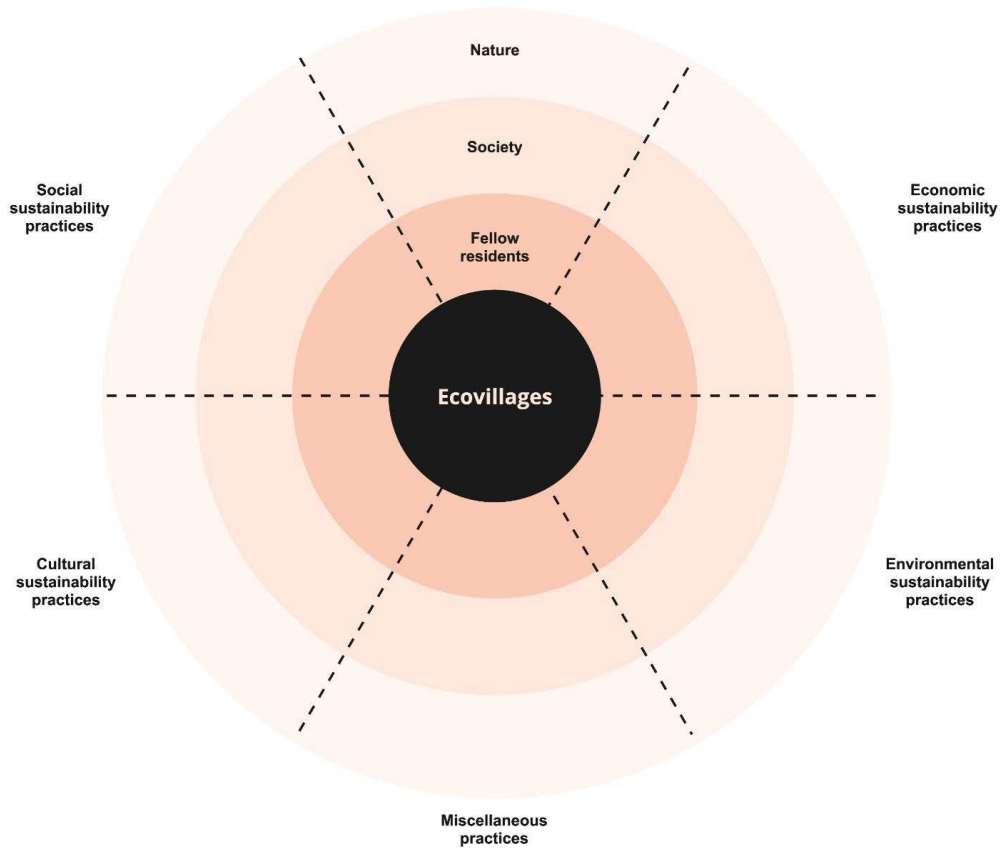 Nature
Society
Fellow
residents
Social
sustainability
practices
Economic
sustainability
practices
Ecovillages
Cultural
sustainability
practices
Environmental
sustainability
practices
Miscellaneous
practices